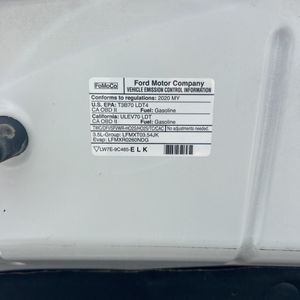 FoMoCo
Ford Motor Company
VEHICLE EMISSION CONTROL INFORMATION
Conforms to regulations: 2020 MY
U.S. EPA: T3B70 LDT4
CA OBD II Fuel: Gasoline
California: ULEV70 LDT
CA OBD II Fuel: Gasoline
No adjustments needed.
3.5L-Group: LFMXT03.54JK
Evap: LFMXR0260NDG
LW7E-9C485-E L K